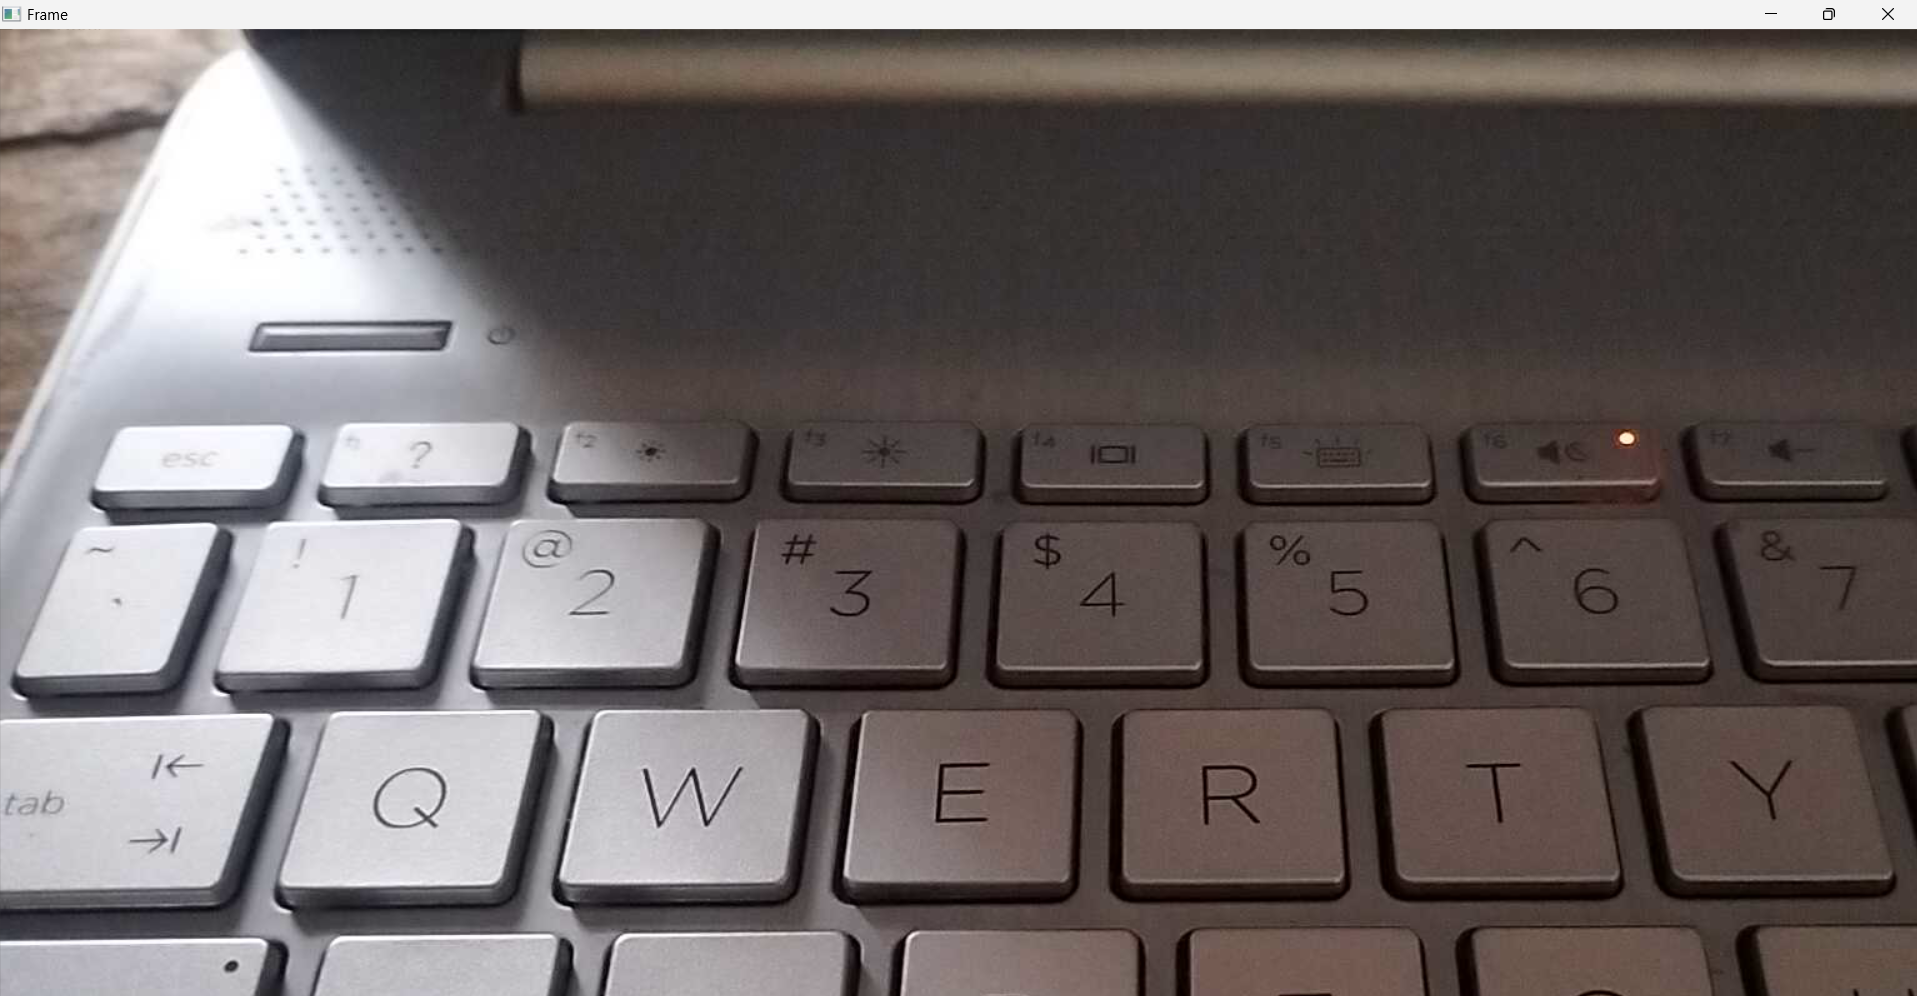 Frame
esc ? f2 f3 f4 f5 f6 f7
~ ` ! 1 @ 2 # 3 $ 4 % 5 ^ 6 & 7
tab Q W E R T Y